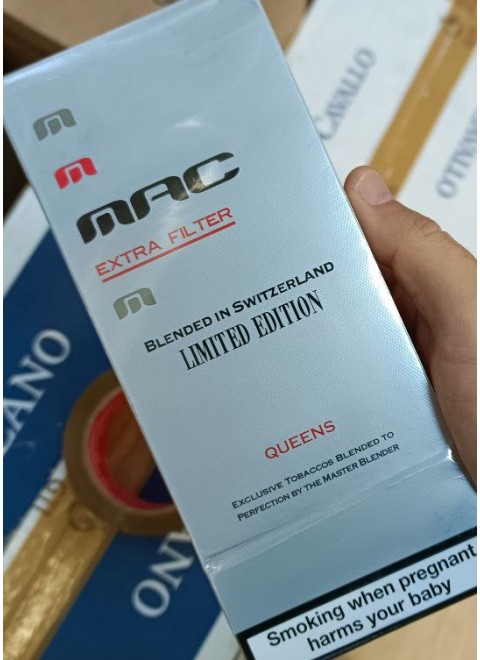 MAC
EXTRA FILTER
BLENDED IN SWITZERLAND
LIMITED EDITION
QUEENS
EXCLUSIVE TOBACCOS BLENDED TO
PERFECTION BY THE MASTER BLENDER
Smoking when pregnant
harms your baby
CAVALLO